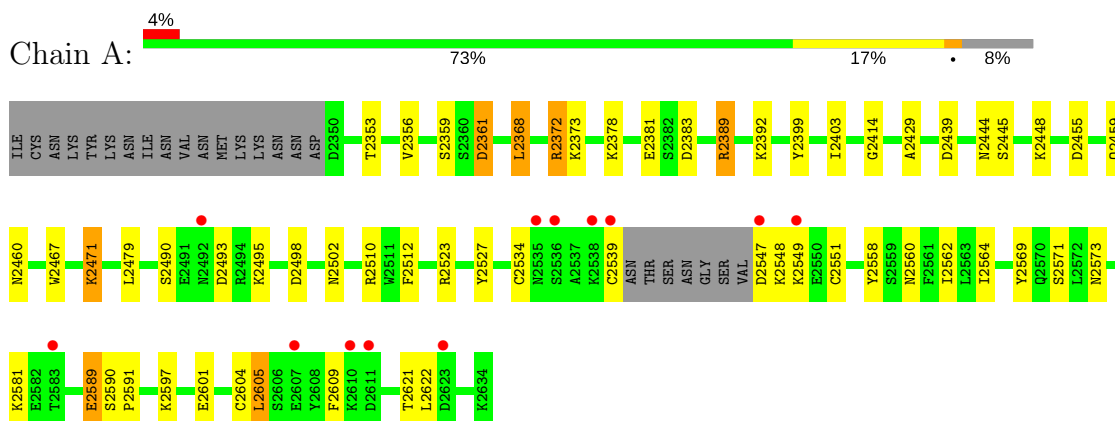 4%
Chain A:
73% 17% • 8%
ILE CYS ASN LYS TYR LYS ASN ILE ASN VAL ASN MET LYS LYS ASN ASN ASP D2350 T2353 V2356 S2359 S2360 D2361 L2368 R2372 K2373 K2378 E2381 S2382 D2383 R2389 K2392 Y2399 I2403 G2414 A2429 D2439 N2444 S2445 K2448 D2455
N2460 W2467 K2471 L2479 S2490 E2491 N2492 D2493 R2494 K2495 D2498 N2502 R2510 W2511 F2512 R2523 Y2527 C2534 N2535 S2536 A2537 K2538 C2539 ASN THR SER ASN GLY SER VAL D2547 K2548 K2549 E2550 C2551 Y2558 S2559 N2560 F2561 I2562 L2563 I2564 Y2569 Q2570 S2571 L2572 N2573
K2581 E2582 T2583 E2589 S2590 P2591 K2597 E2601 C2604 L2605 S2606 E2607 Y2608 F2609 K2610 D2611 T2621 L2622 D2623 K2634